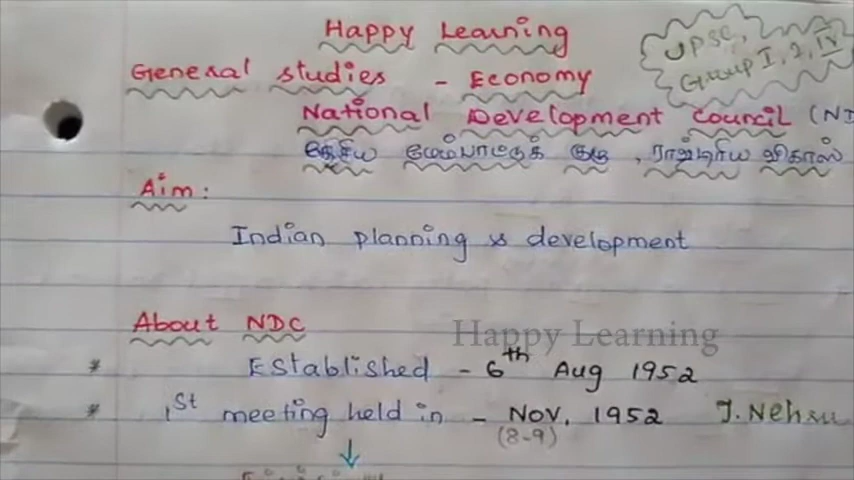 Happy Learning
UPSC,
Group I, 2, IV
General studies - Economy
National Development Council (ND
தேசிய மேம்பாட்டுக் குழு, ராஷ்டிரிய விகாஸ்
Aim:
Indian planning & development
About NDC
Happy Learning
* Established - 6th Aug 1952
* 1st meeting held in - Nov, 1952 J. Nehru
(8-9)